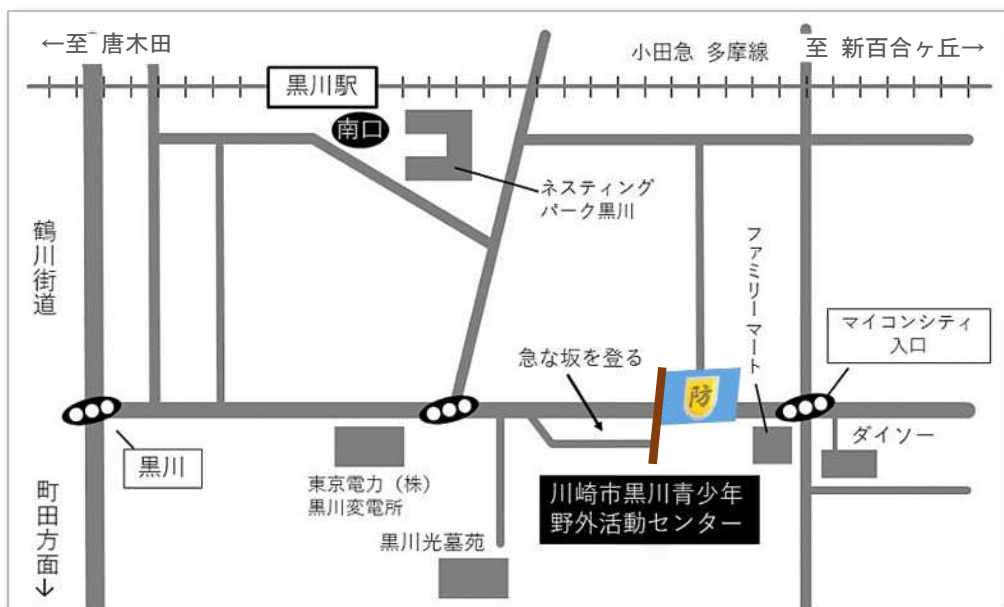 ←至 唐木田
至 新百合ヶ丘→
小田急 多摩線
黒川駅
南口
ネスティング
パーク黒川
鶴川街道
ファミリーマート
マイコンシティ
入口
急な坂を登る
防
黒川
東京電力（株）
黒川変電所
ダイソー
川崎市黒川青少年
野外活動センター
黒川光墓苑
町田方面↓